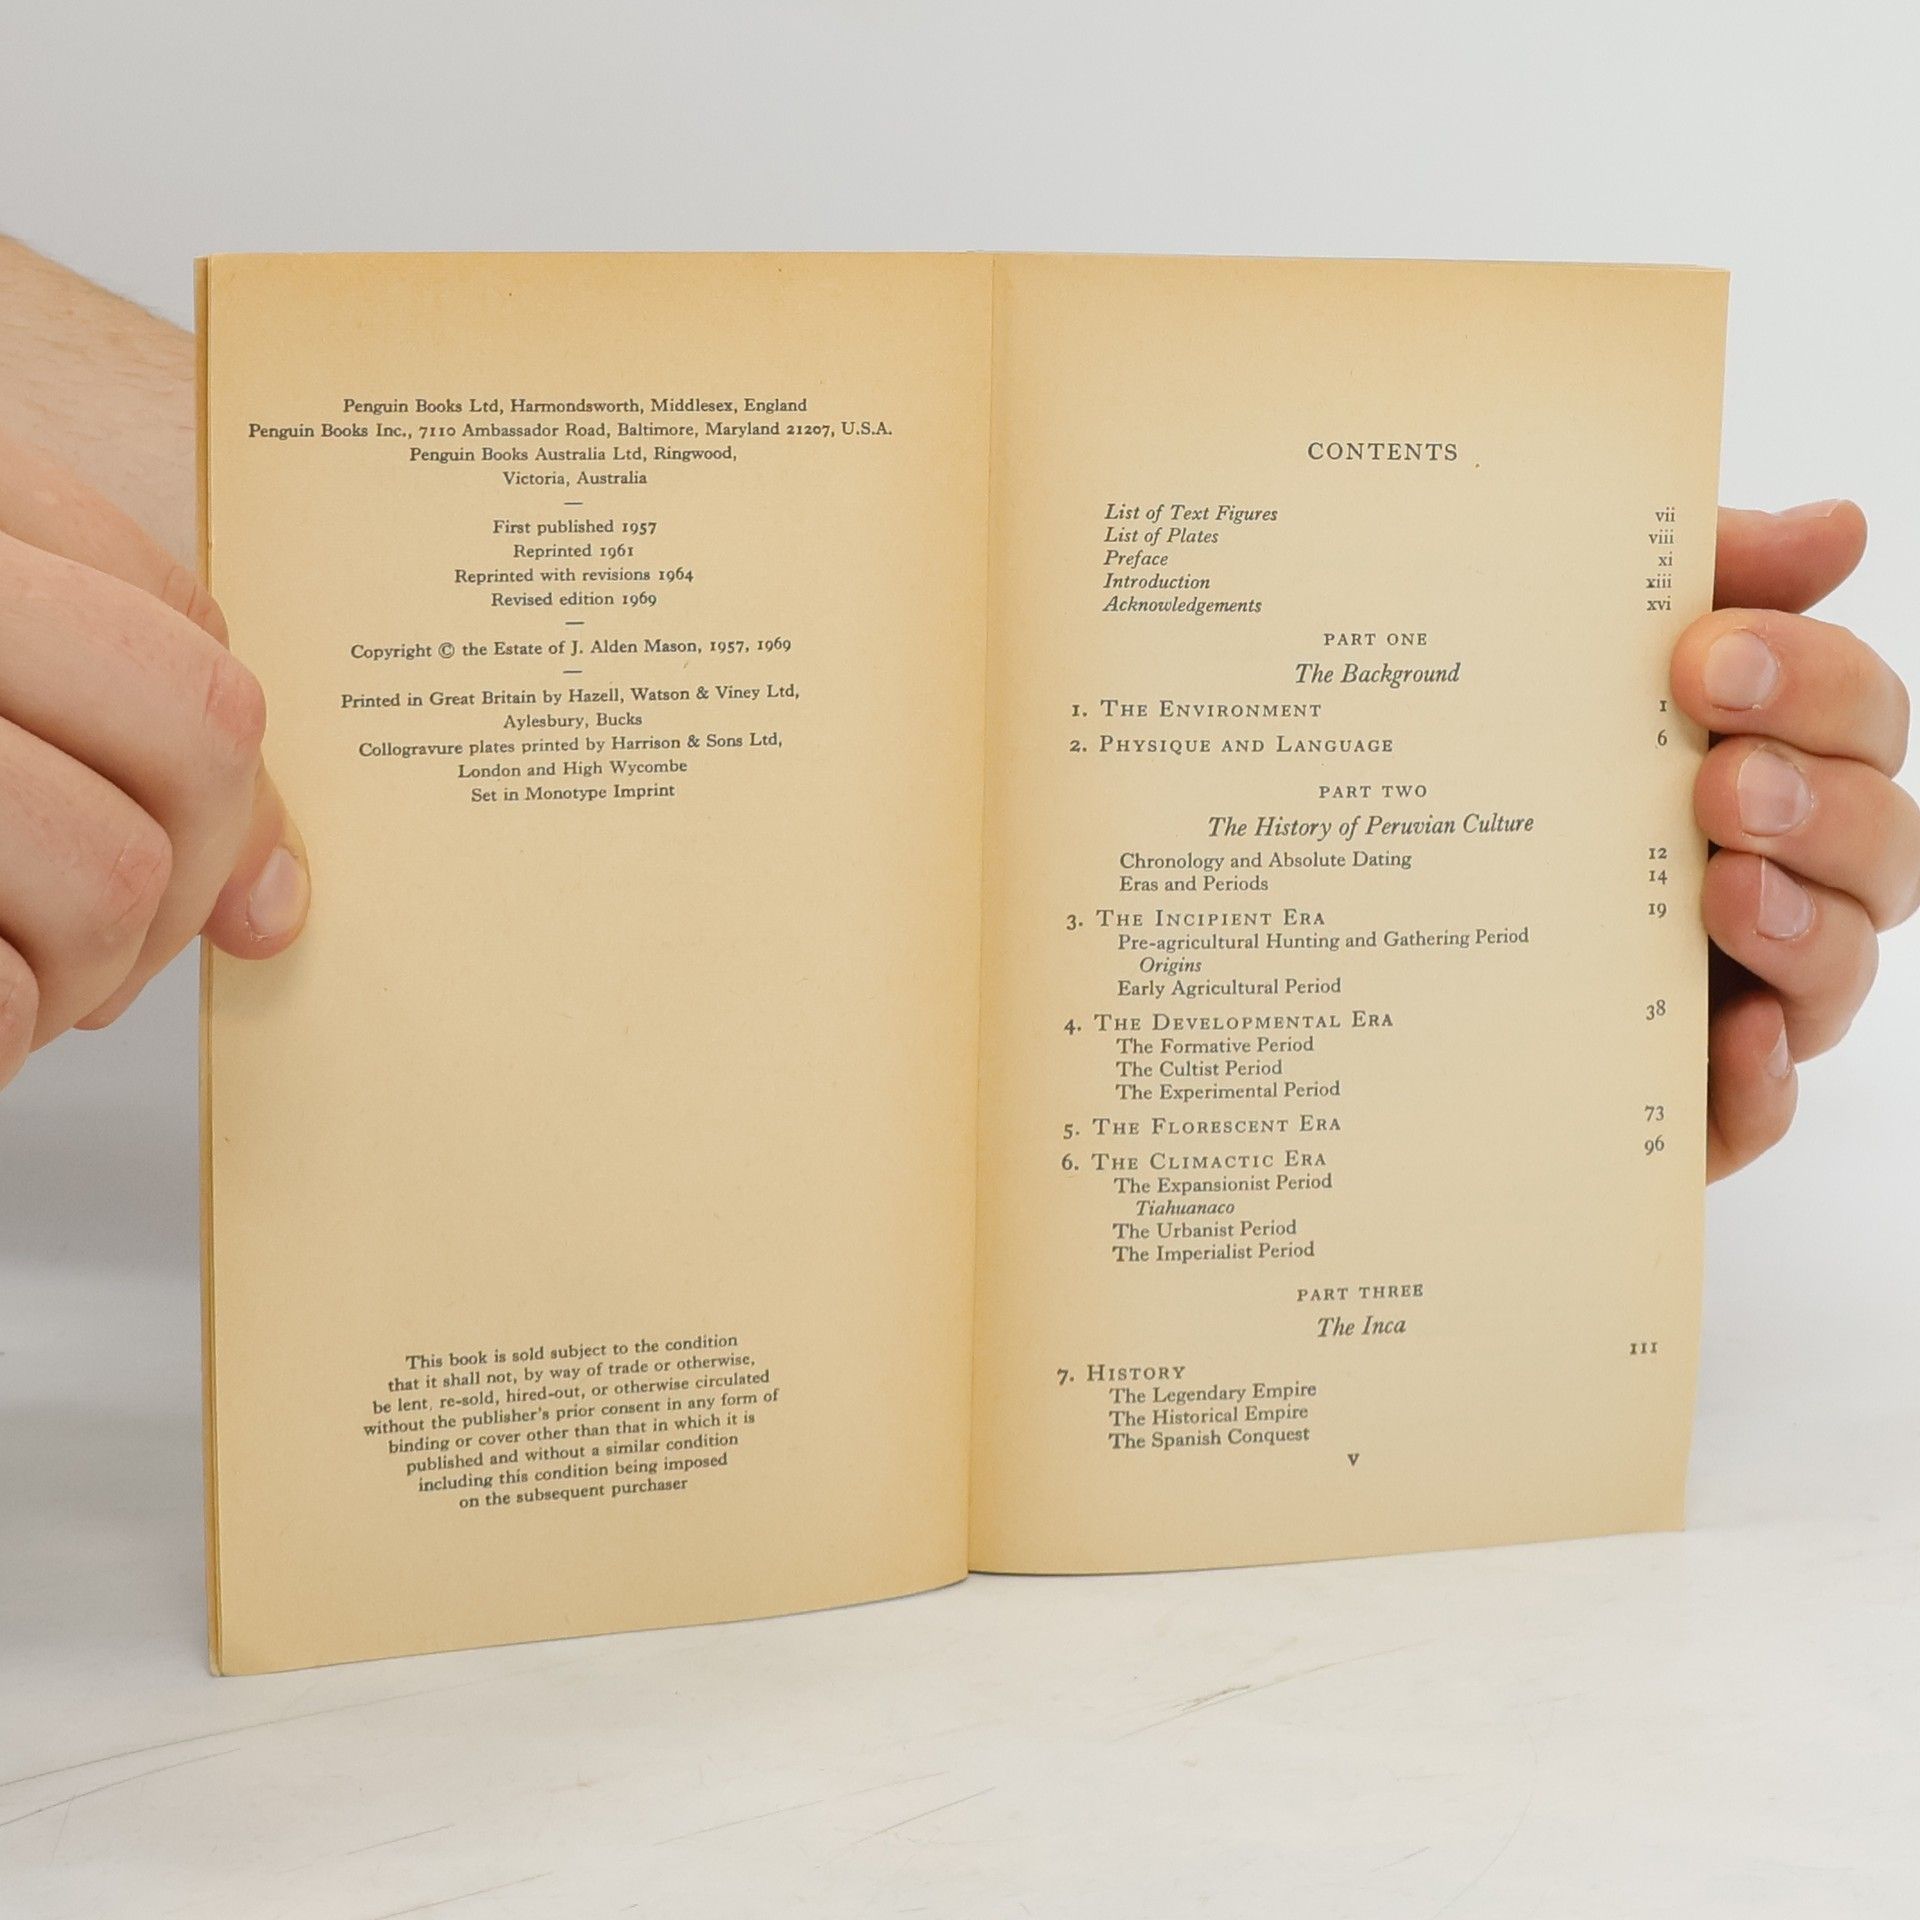 Penguin Books Ltd, Harmondsworth, Middlesex, England
Penguin Books Inc., 7110 Ambassador Road, Baltimore, Maryland 21207, U.S.A.
Penguin Books Australia Ltd, Ringwood,
Victoria, Australia
—
First published 1957
Reprinted 1961
Reprinted with revisions 1964
Revised edition 1969
—
Copyright © the Estate of J. Alden Mason, 1957, 1969
—
Printed in Great Britain by Hazell, Watson & Viney Ltd,
Aylesbury, Bucks
Collogravure plates printed by Harrison & Sons Ltd,
London and High Wycombe
Set in Monotype Imprint
This book is sold subject to the condition
that it shall not, by way of trade or otherwise,
be lent, re-sold, hired-out, or otherwise circulated
without the publisher's prior consent in any form of
binding or cover other than that in which it is
published and without a similar condition
including this condition being imposed
on the subsequent purchaser
CONTENTS
List of Text Figures vii
List of Plates viii
Preface xi
Introduction xiii
Acknowledgements xvi
PART ONE
The Background
1. THE ENVIRONMENT 1
2. PHYSIQUE AND LANGUAGE 6
PART TWO
The History of Peruvian Culture
Chronology and Absolute Dating 12
Eras and Periods 14
3. THE INCIPIENT ERA 19
Pre-agricultural Hunting and Gathering Period
Origins
Early Agricultural Period
4. THE DEVELOPMENTAL ERA 38
The Formative Period
The Cultist Period
The Experimental Period
5. THE FLORESCENT ERA 73
6. THE CLIMACTIC ERA 96
The Expansionist Period
Tiahuanaco
The Urbanist Period
The Imperialist Period
PART THREE
The Inca
7. HISTORY 111
The Legendary Empire
The Historical Empire
The Spanish Conquest
v